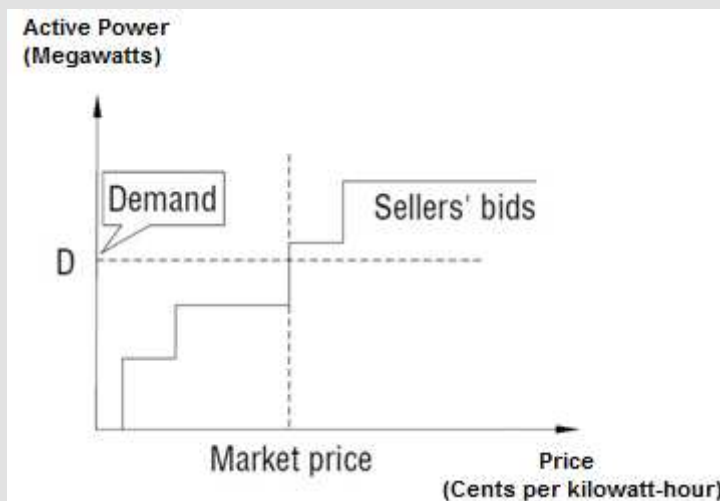 Active Power
(Megawatts)
Demand
Sellers' bids
D
Market price
Price
(Cents per kilowatt-hour)